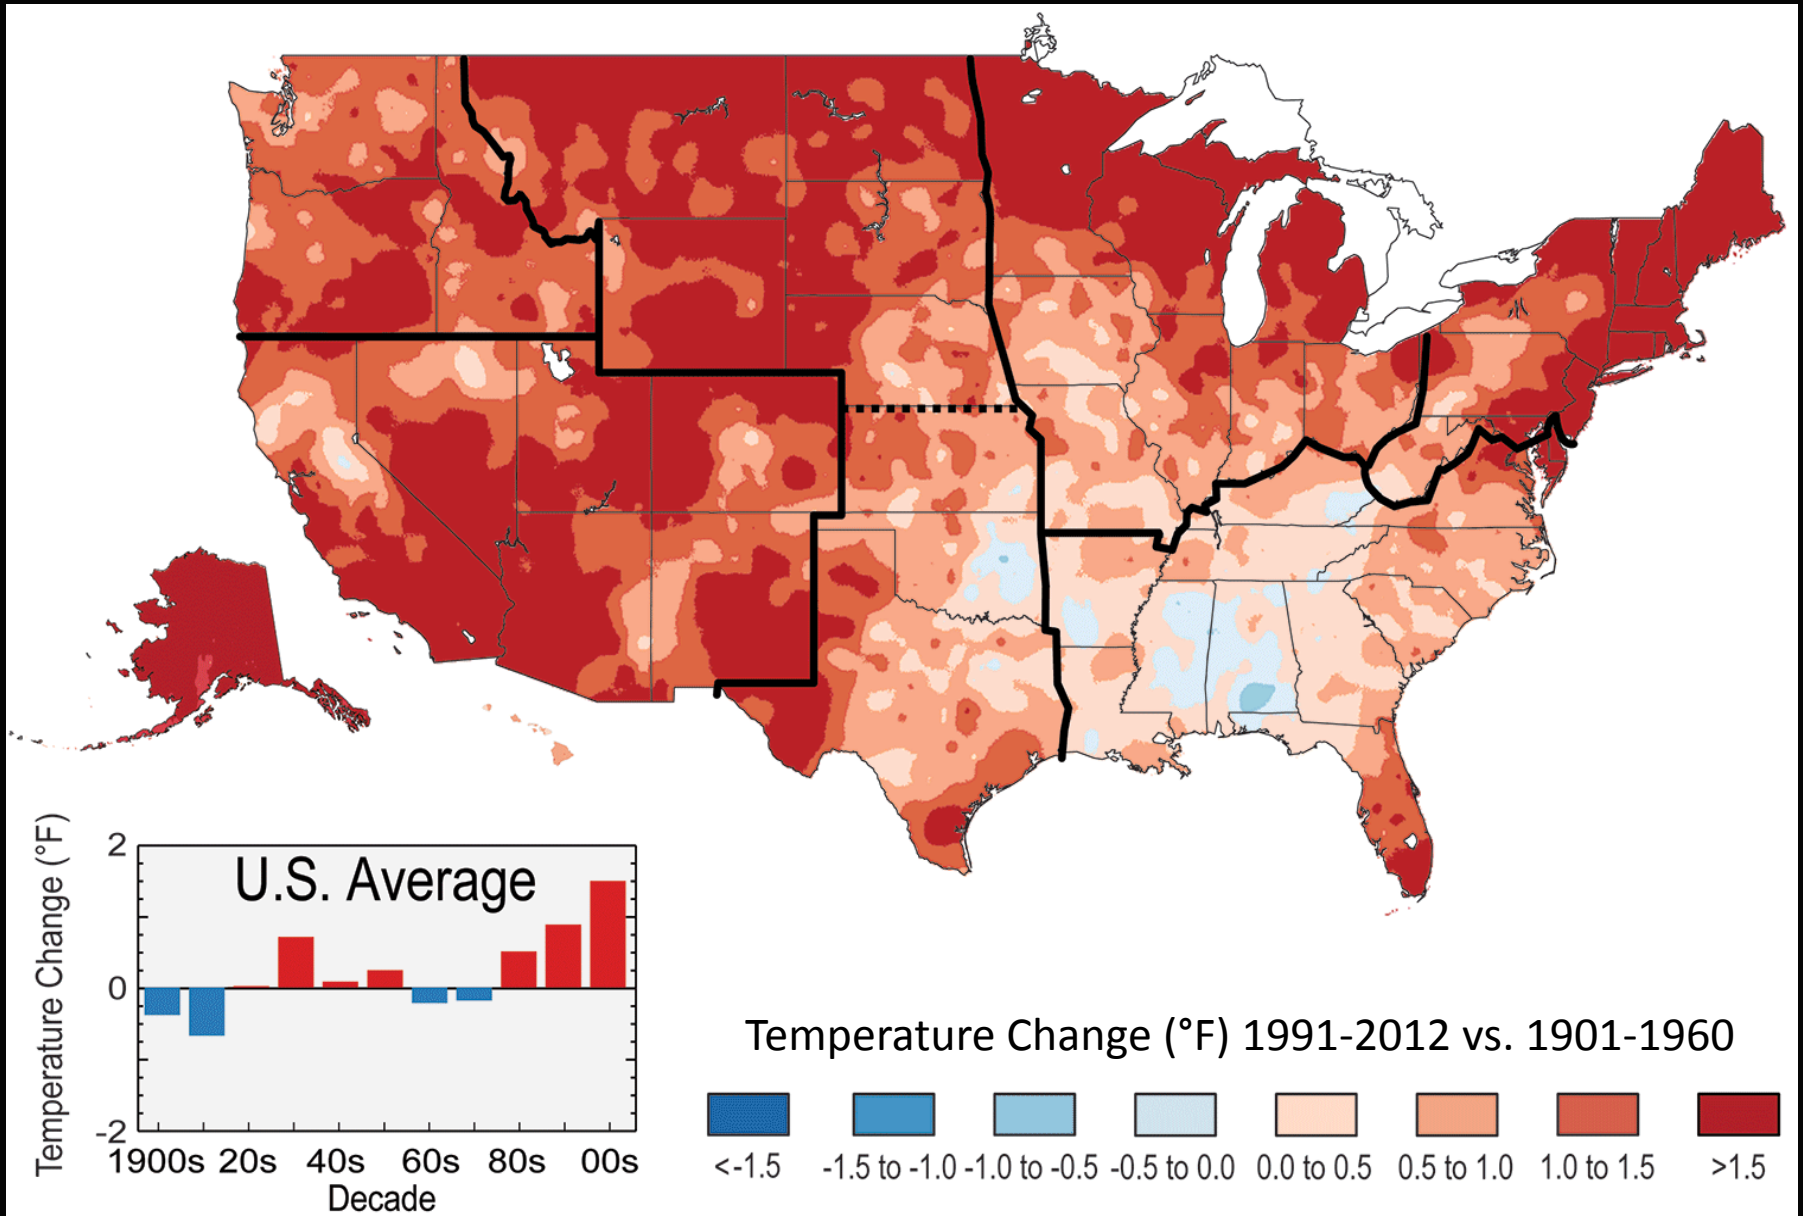 U.S. Average
Temperature Change (°F)
2
0
-2
1900s 20s 40s 60s 80s 00s
Decade
Temperature Change (°F) 1991-2012 vs. 1901-1960
<-1.5 -1.5 to -1.0 -1.0 to -0.5 -0.5 to 0.0 0.0 to 0.5 0.5 to 1.0 1.0 to 1.5 >1.5